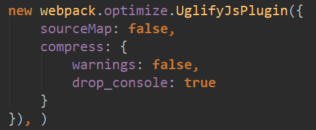 new webpack.optimize.UglifyJsPlugin({
    sourceMap: false,
    compress: {
        warnings: false,
        drop_console: true
    }
}), )